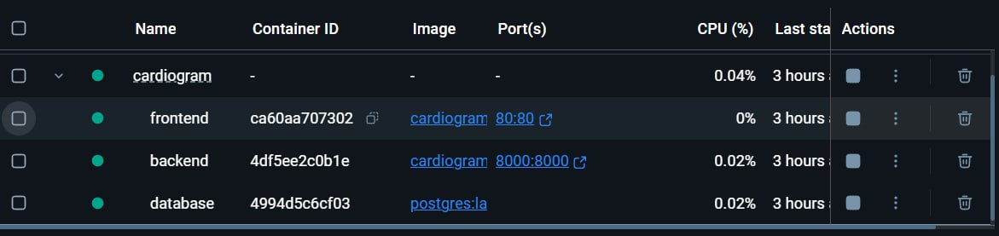 Name Container ID Image Port(s) CPU (%) Last sta Actions
cardiogram - - - 0.04% 3 hours a
frontend ca60aa707302 cardiogram 80:80 0% 3 hours a
backend 4df5ee2c0b1e cardiogram 8000:8000 0.02% 3 hours a
database 4994d5c6cf03 postgres:la 0.02% 3 hours a